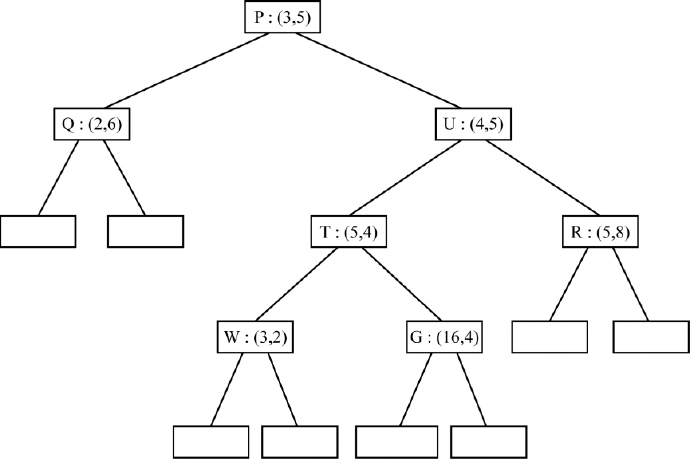 P : (3,5)
Q : (2,6)
U : (4,5)
T : (5,4)
R : (5,8)
W : (3,2)
G : (16,4)